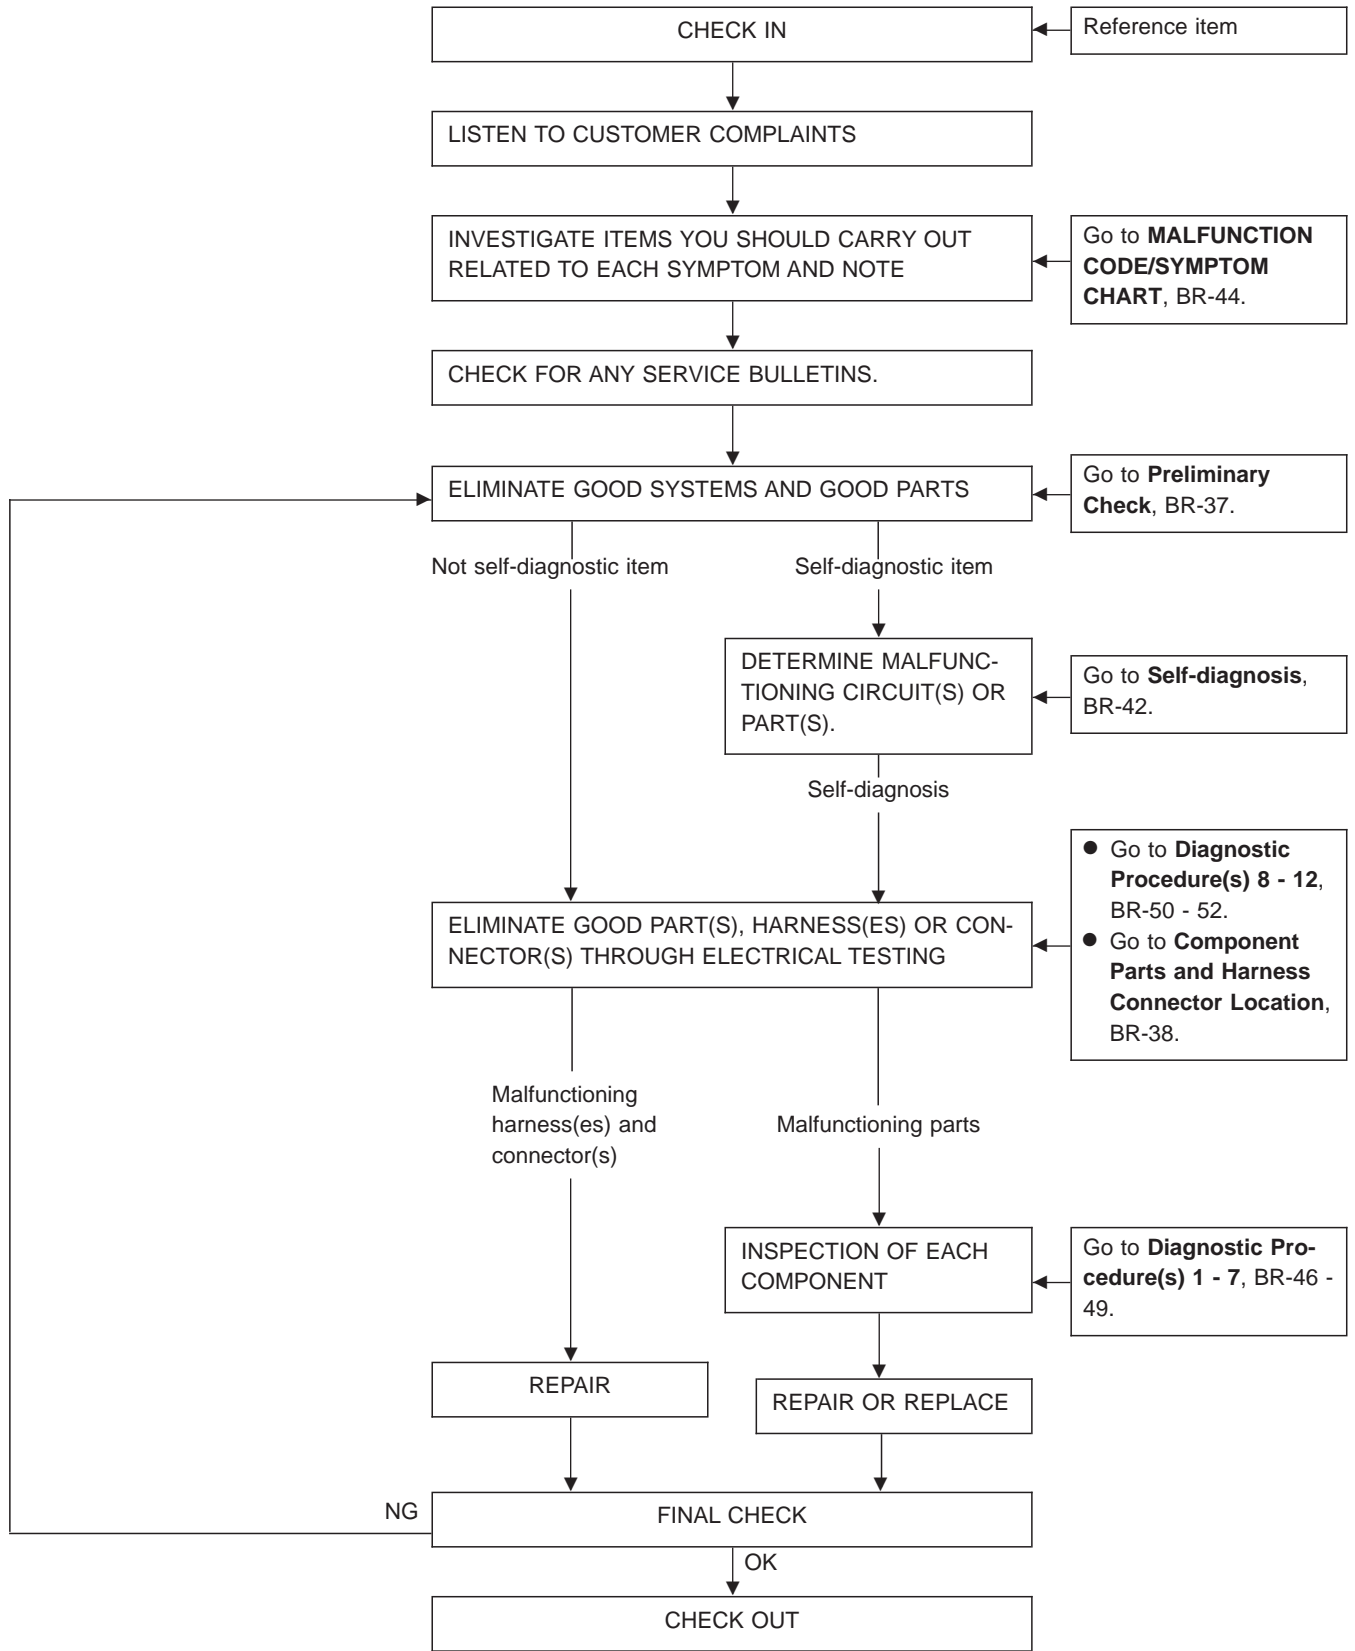 CHECK IN
Reference item
LISTEN TO CUSTOMER COMPLAINTS
INVESTIGATE ITEMS YOU SHOULD CARRY OUT
RELATED TO EACH SYMPTOM AND NOTE
Go to MALFUNCTION
CODE/SYMPTOM
CHART, BR-44.
CHECK FOR ANY SERVICE BULLETINS.
ELIMINATE GOOD SYSTEMS AND GOOD PARTS
Go to Preliminary
Check, BR-37.
Not self-diagnostic item
Self-diagnostic item
DETERMINE MALFUNC-
TIONING CIRCUIT(S) OR
PART(S).
Go to Self-diagnosis,
BR-42.
Self-diagnosis
ELIMINATE GOOD PART(S), HARNESS(ES) OR CON-
NECTOR(S) THROUGH ELECTRICAL TESTING
● Go to Diagnostic
Procedure(s) 8 - 12,
BR-50 - 52.
● Go to Component
Parts and Harness
Connector Location,
BR-38.
Malfunctioning
harness(es) and
connector(s)
Malfunctioning parts
INSPECTION OF EACH
COMPONENT
Go to Diagnostic Pro-
cedure(s) 1 - 7, BR-46 -
49.
REPAIR
REPAIR OR REPLACE
NG
FINAL CHECK
OK
CHECK OUT